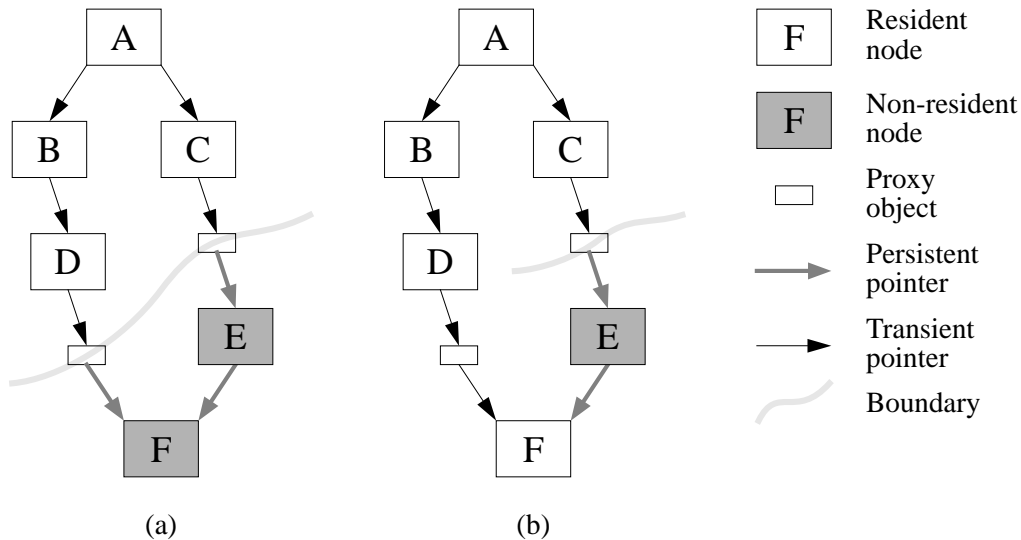 A
B
C
D
E
F
(a)
A
B
C
D
E
F
(b)
F
Resident
node
F
Non-resident
node
Proxy
object
Persistent
pointer
Transient
pointer
Boundary